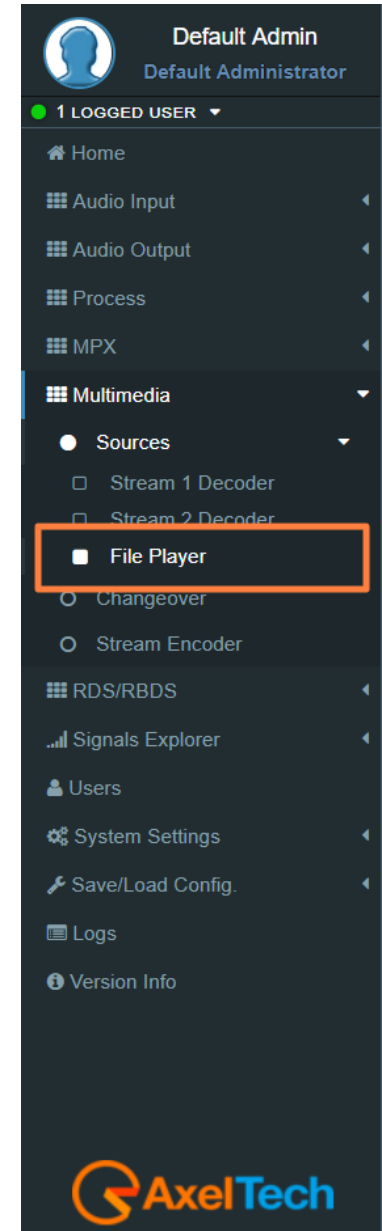 Default Admin
Default Administrator
1 LOGGED USER
Home
Audio Input
Audio Output
Process
MPX
Multimedia
Sources
Stream 1 Decoder
Stream 2 Decoder
File Player
Changeover
Stream Encoder
RDS/RBDS
Signals Explorer
Users
System Settings
Save/Load Config.
Logs
Version Info
AxelTech